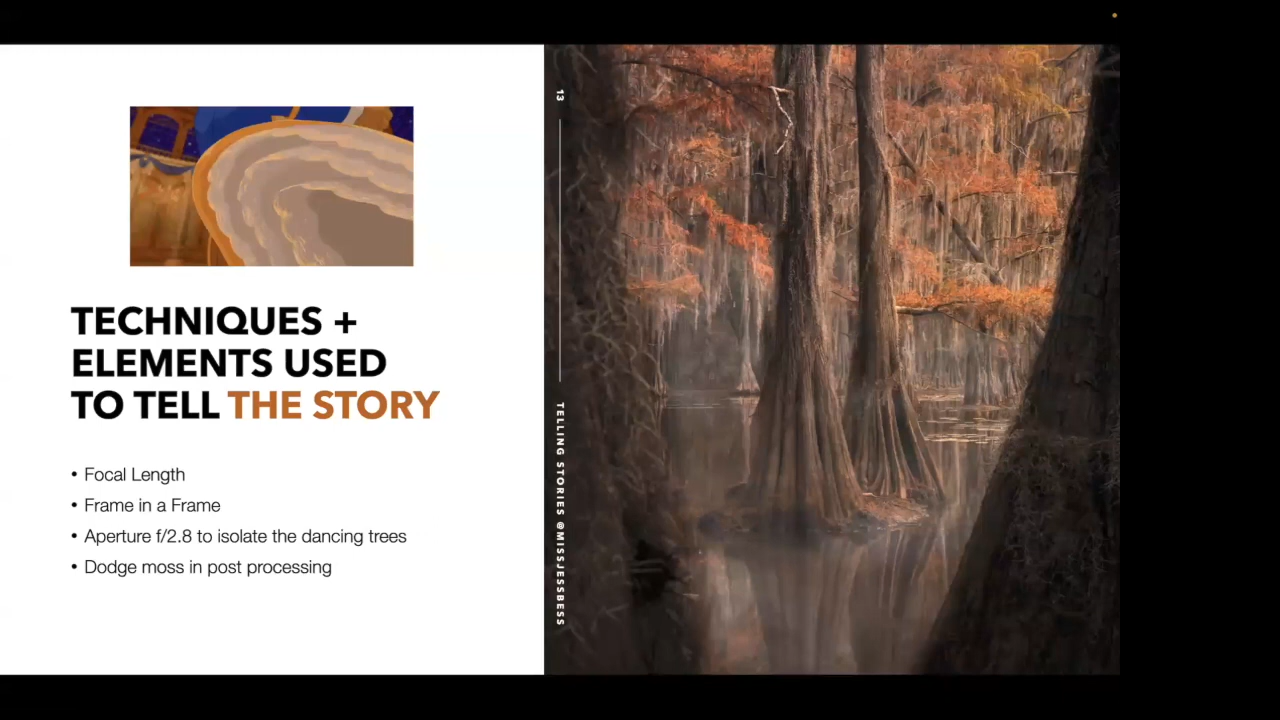 TECHNIQUES +
ELEMENTS USED
TO TELL THE STORY
• Focal Length
• Frame in a Frame
• Aperture f/2.8 to isolate the dancing trees
• Dodge moss in post processing
13
TELLING STORIES @MISSJESSBESS